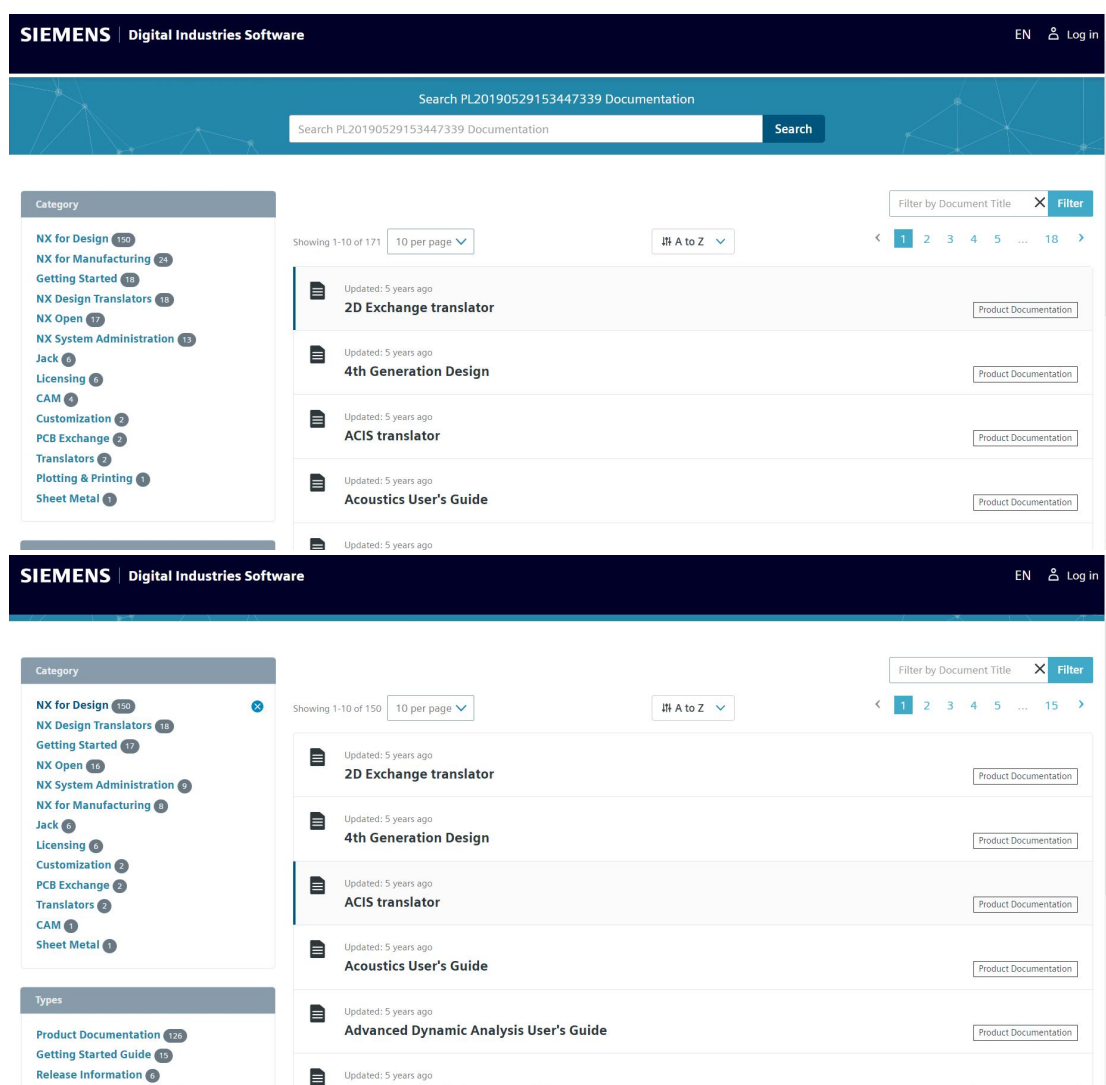 SIEMENS Digital Industries Software EN Log in
Search PL20190529153447339 Documentation
Search PL20190529153447339 Documentation Search
Category
NX for Design 150
NX for Manufacturing 24
Getting Started 18
NX Design Translators 18
NX Open 17
NX System Administration 13
Jack 6
Licensing 6
CAM 4
Customization 2
PCB Exchange 2
Translators 2
Plotting & Printing 1
Sheet Metal 1
Filter by Document Title Filter
Showing 1-10 of 171 10 per page A to Z 1 2 3 4 5 ... 18
Updated: 5 years ago
2D Exchange translator
Product Documentation
Updated: 5 years ago
4th Generation Design
Product Documentation
Updated: 5 years ago
ACIS translator
Product Documentation
Updated: 5 years ago
Acoustics User's Guide
Product Documentation
Updated: 5 years ago
SIEMENS Digital Industries Software EN Log in
Category
NX for Design 150
NX Design Translators 18
Getting Started 17
NX Open 16
NX System Administration 9
NX for Manufacturing 8
Jack 6
Licensing 6
Customization 2
PCB Exchange 2
Translators 2
CAM 1
Sheet Metal 1
Types
Product Documentation 126
Getting Started Guide 15
Release Information 6
Filter by Document Title Filter
Showing 1-10 of 150 10 per page A to Z 1 2 3 4 5 ... 15
Updated: 5 years ago
2D Exchange translator
Product Documentation
Updated: 5 years ago
4th Generation Design
Product Documentation
Updated: 5 years ago
ACIS translator
Product Documentation
Updated: 5 years ago
Acoustics User's Guide
Product Documentation
Updated: 5 years ago
Advanced Dynamic Analysis User's Guide
Product Documentation
Updated: 5 years ago